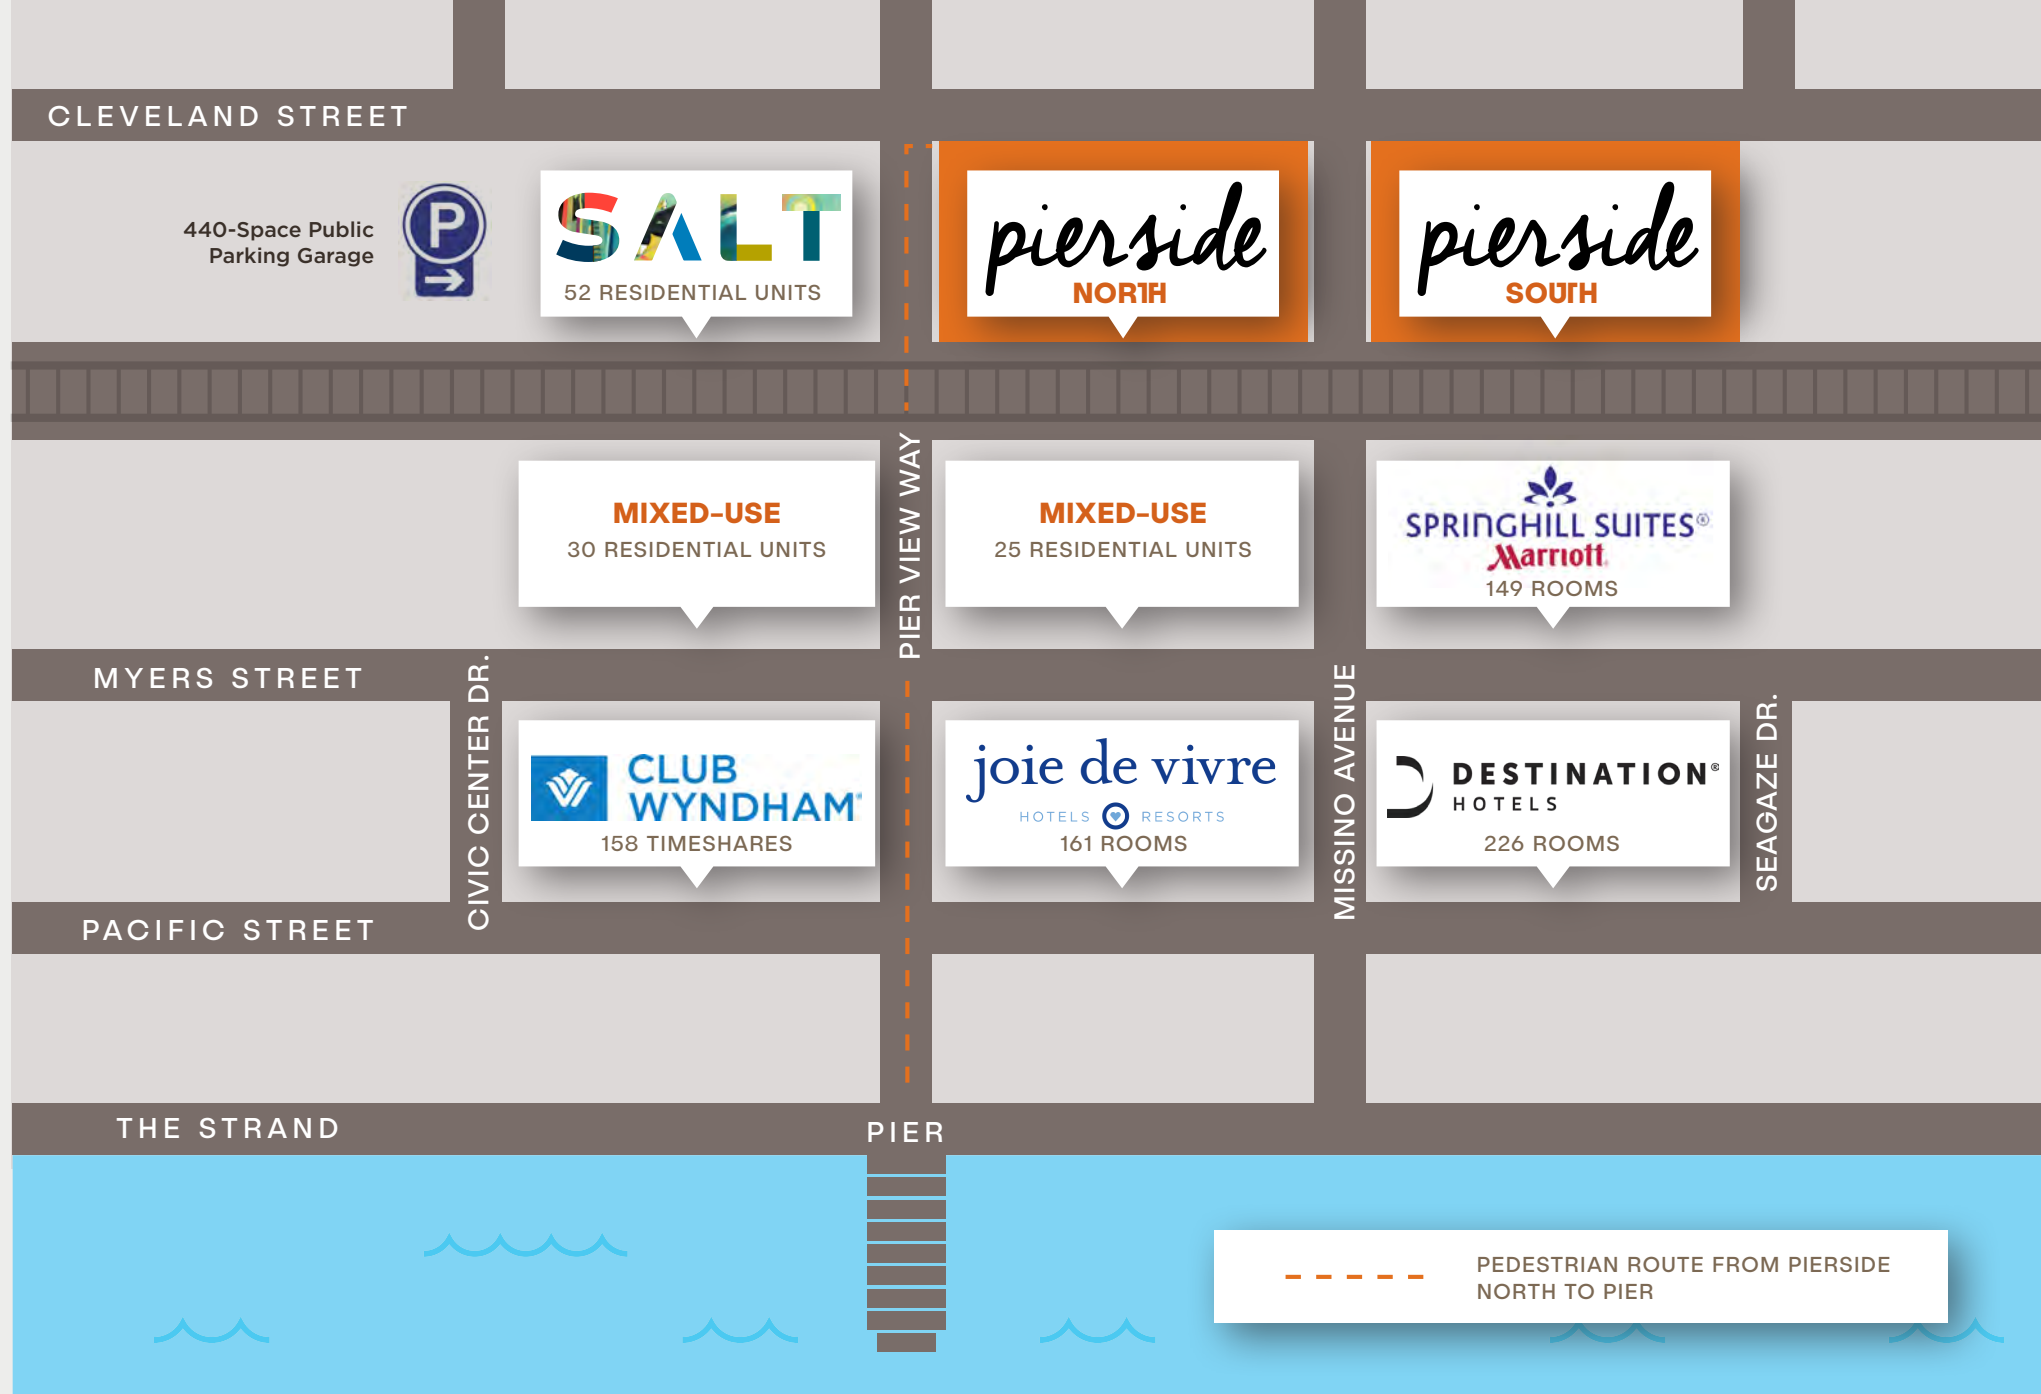 CLEVELAND STREET
440-Space Public
Parking Garage
P
SALT
52 RESIDENTIAL UNITS
pierside
NORTH
pierside
SOUTH
PIER VIEW WAY
MIXED-USE
30 RESIDENTIAL UNITS
MIXED-USE
25 RESIDENTIAL UNITS
SPRINGHILL SUITES®
Marriott.
149 ROOMS
MYERS STREET
CIVIC CENTER DR.
CLUB
WYNDHAM®
158 TIMESHARES
joie de vivre
HOTELS RESORTS
161 ROOMS
MISSINO AVENUE
DESTINATION®
HOTELS
226 ROOMS
SEAGAZE DR.
PACIFIC STREET
THE STRAND
PIER
PEDESTRIAN ROUTE FROM PIERSIDE
NORTH TO PIER